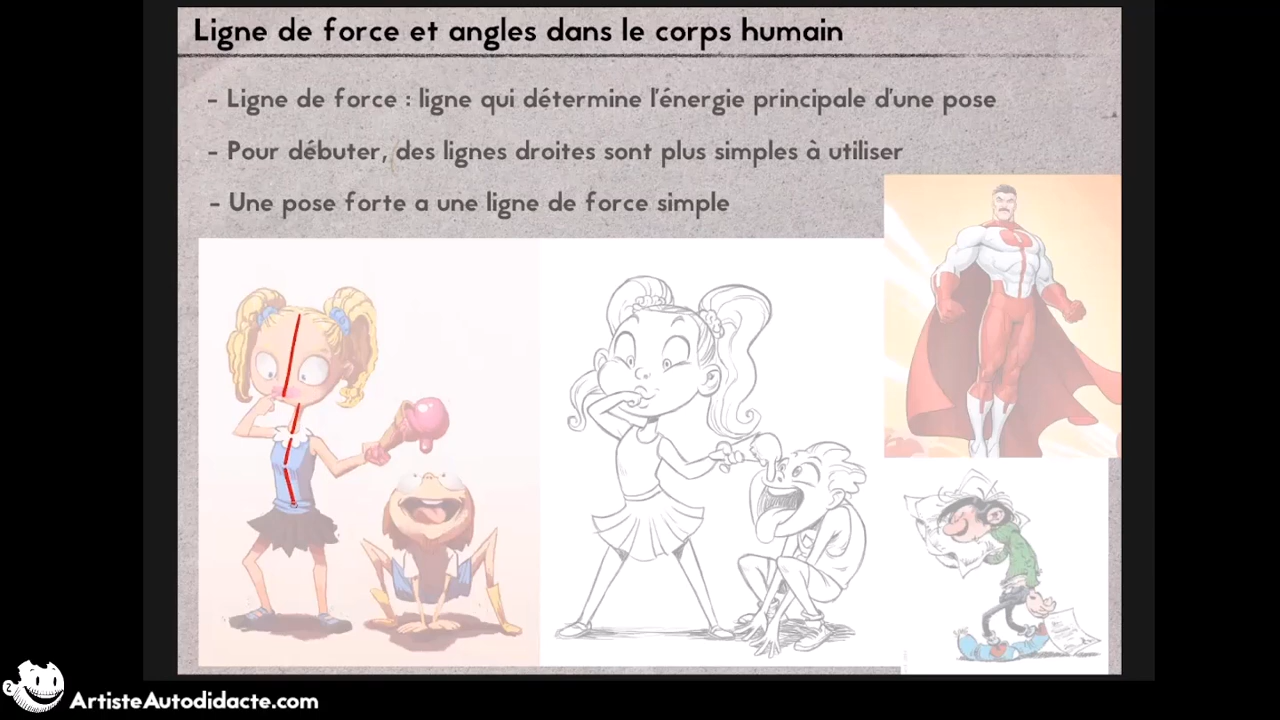 Ligne de force et angles dans le corps humain
- Ligne de force : ligne qui détermine l'énergie principale d'une pose
- Pour débuter, des lignes droites sont plus simples à utiliser
- Une pose forte a une ligne de force simple
ArtisteAutodidacte.com